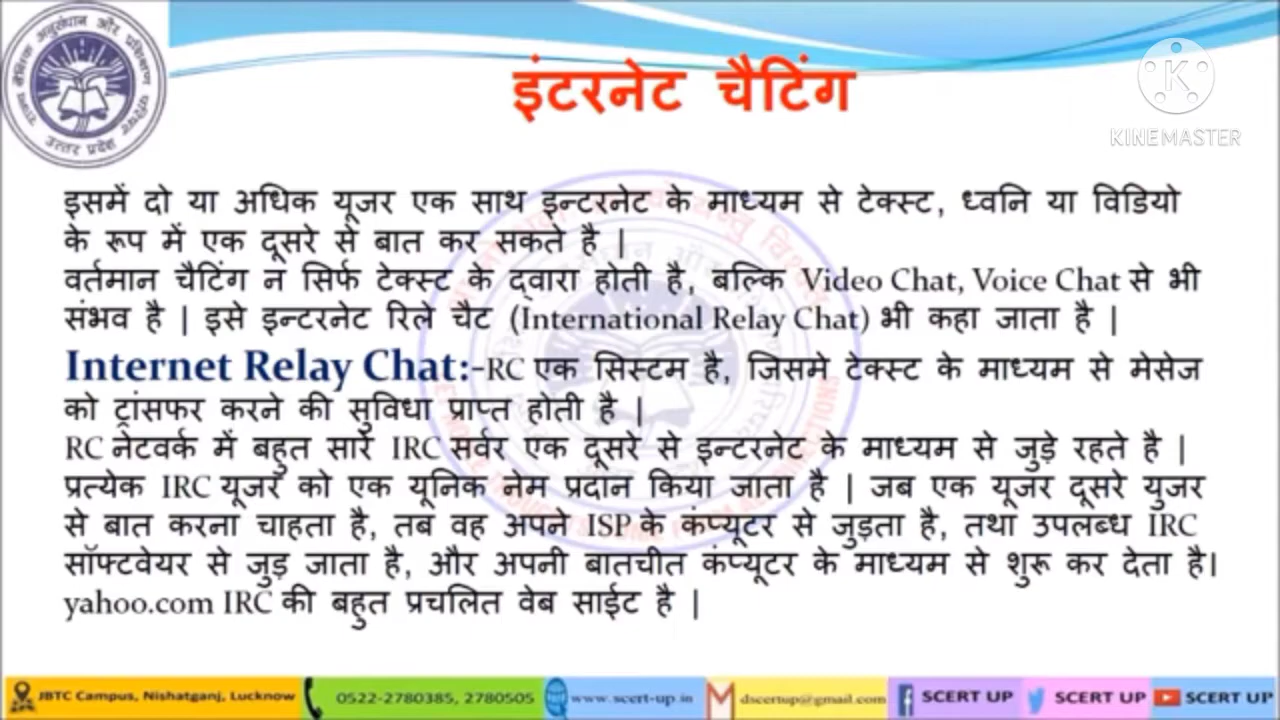 इंटरनेट चैटिंग
KINEMASTER
इसमें दो या अधिक यूजर एक साथ इन्टरनेट के माध्यम से टेक्स्ट, ध्वनि या विडियो
के रूप में एक दूसरे से बात कर सकते है |
वर्तमान चैटिंग न सिर्फ टेक्स्ट के द्वारा होती है, बल्कि Video Chat, Voice Chat से भी
संभव है | इसे इन्टरनेट रिले चैट (International Relay Chat) भी कहा जाता है |
Internet Relay Chat:-RC एक सिस्टम है, जिसमे टेक्स्ट के माध्यम से मेसेज
को ट्रांसफर करने की सुविधा प्राप्त होती है |
RC नेटवर्क में बहुत सारे IRC सर्वर एक दूसरे से इन्टरनेट के माध्यम से जुड़े रहते है |
प्रत्येक IRC यूजर को एक यूनिक नेम प्रदान किया जाता है | जब एक यूजर दूसरे युजर
से बात करना चाहता है, तब वह अपने ISP के कंप्यूटर से जुड़ता है, तथा उपलब्ध IRC
सॉफ्टवेयर से जुड़ जाता है, और अपनी बातचीत कंप्यूटर के माध्यम से शुरू कर देता है।
yahoo.com IRC की बहुत प्रचलित वेब साईट है |
JBTC Campus, Nishatganj, Lucknow 0522-2780385, 2780505 www.scert-up.in dscertup@gmail.com SCERT UP SCERT UP SCERT UP